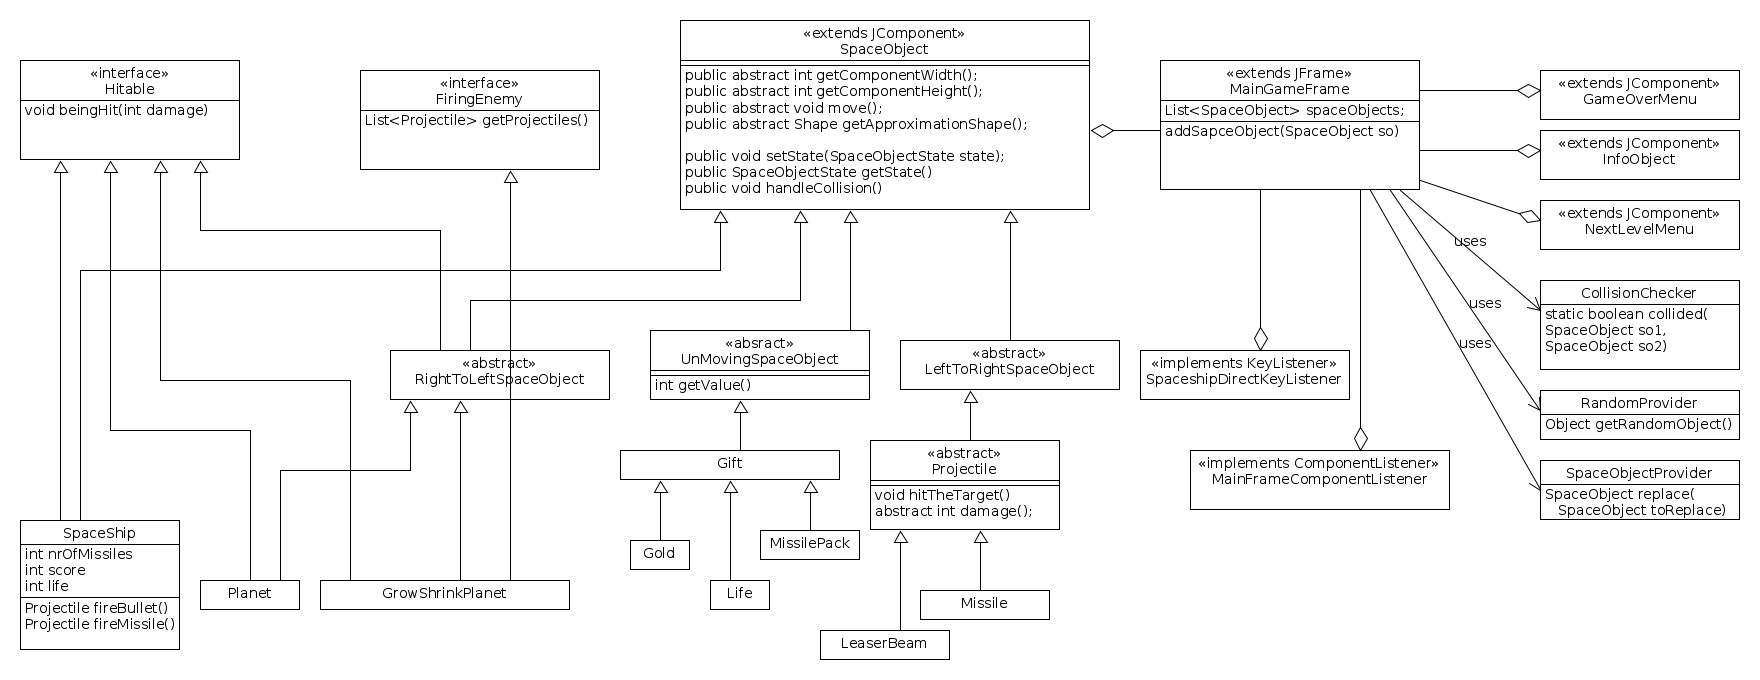 «interface»
Hitable
void beingHit(int damage)
«interface»
FiringEnemy
List<Projectile> getProjectiles()
«extends JComponent»
SpaceObject
public abstract int getComponentWidth();
public abstract int getComponentHeight();
public abstract void move();
public abstract Shape getApproximationShape();
public void setState(SpaceObjectState state);
public SpaceObjectState getState()
public void handleCollision()
«extends JFrame»
MainGameFrame
List<SpaceObject> spaceObjects;
addSapceObject(SpaceObject so)
«extends JComponent»
GameOverMenu
«extends JComponent»
InfoObject
«extends JComponent»
NextLevelMenu
uses
uses
uses
CollisionChecker
static boolean collided(
SpaceObject so1,
SpaceObject so2)
RandomProvider
Object getRandomObject()
SpaceObjectProvider
SpaceObject replace(
SpaceObject toReplace)
«implements KeyListener»
SpaceshipDirectKeyListener
«implements ComponentListener»
MainFrameComponentListener
«abstract»
RightToLeftSpaceObject
«absract»
UnMovingSpaceObject
int getValue()
«abstract»
LeftToRightSpaceObject
Gift
«abstract»
Projectile
void hitTheTarget()
abstract int damage();
SpaceShip
int nrOfMissiles
int score
int life
Projectile fireBullet()
Projectile fireMissile()
Planet
GrowShrinkPlanet
Gold
Life
MissilePack
Missile
LeaserBeam